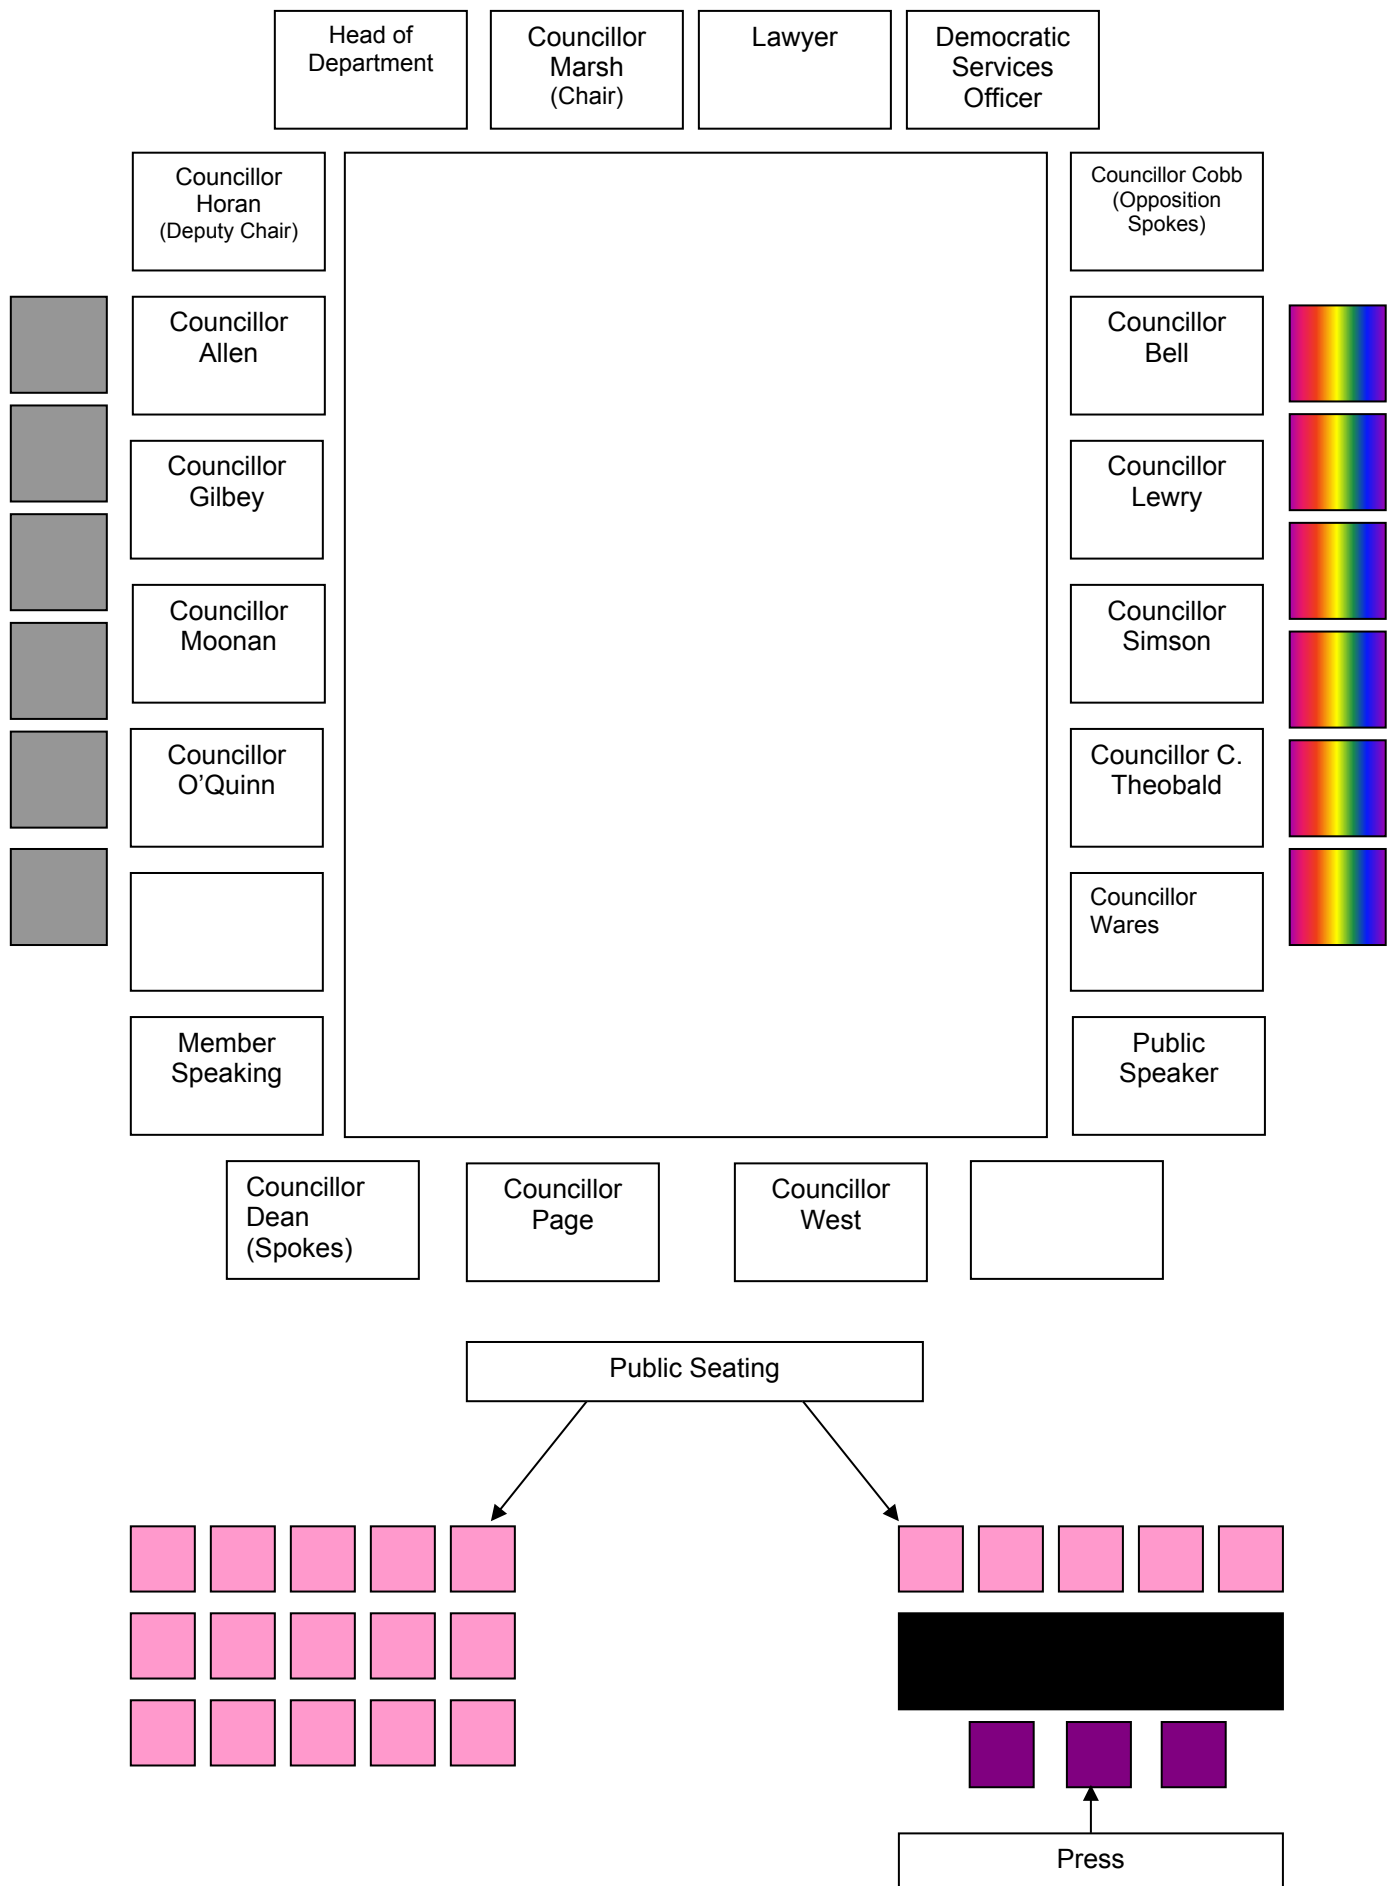 Head of
Department
Councillor
Marsh
(Chair)
Lawyer
Democratic
Services
Officer
Councillor
Horan
(Deputy Chair)
Councillor Cobb
(Opposition
Spokes)
Councillor
Allen
Councillor
Bell
Councillor
Gilbey
Councillor
Lewry
Councillor
Moonan
Councillor
Simson
Councillor
O’Quinn
Councillor C.
Theobald
Councillor
Wares
Member
Speaking
Public
Speaker
Councillor
Dean
(Spokes)
Councillor
Page
Councillor
West
Public Seating
Press